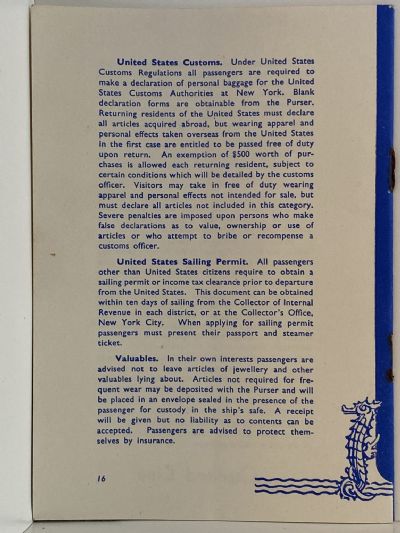 United States Customs. Under United States
Customs Regulations all passengers are required to
make a declaration of personal baggage for the United
States Customs Authorities at New York. Blank
declaration forms are obtainable from the Purser.
Returning residents of the United States must declare
all articles acquired abroad, but wearing apparel and
personal effects taken overseas from the United States
in the first case are entitled to be passed free of duty
upon return. An exemption of $500 worth of pur-
chases is allowed each returning resident, subject to
certain conditions which will be detailed by the customs
officer. Visitors may take in free of duty wearing
apparel and personal effects not intended for sale, but
must declare all articles not included in this category.
Severe penalties are imposed upon persons who make
false declarations as to value, ownership or use of
articles or who attempt to bribe or recompense a
customs officer.
United States Sailing Permit. All passengers
other than United States citizens require to obtain a
sailing permit or income tax clearance prior to departure
from the United States. This document can be obtained
within ten days of sailing from the Collector of Internal
Revenue in each district, or at the Collector's Office,
New York City. When applying for sailing permit
passengers must present their passport and steamer
ticket.
Valuables. In their own interests passengers are
advised not to leave articles of jewellery and other
valuables lying about. Articles not required for fre-
quent wear may be deposited with the Purser and will
be placed in an envelope sealed in the presence of the
passenger for custody in the ship's safe. A receipt
will be given but no liability as to contents can be
accepted. Passengers are advised to protect them-
selves by insurance.
16